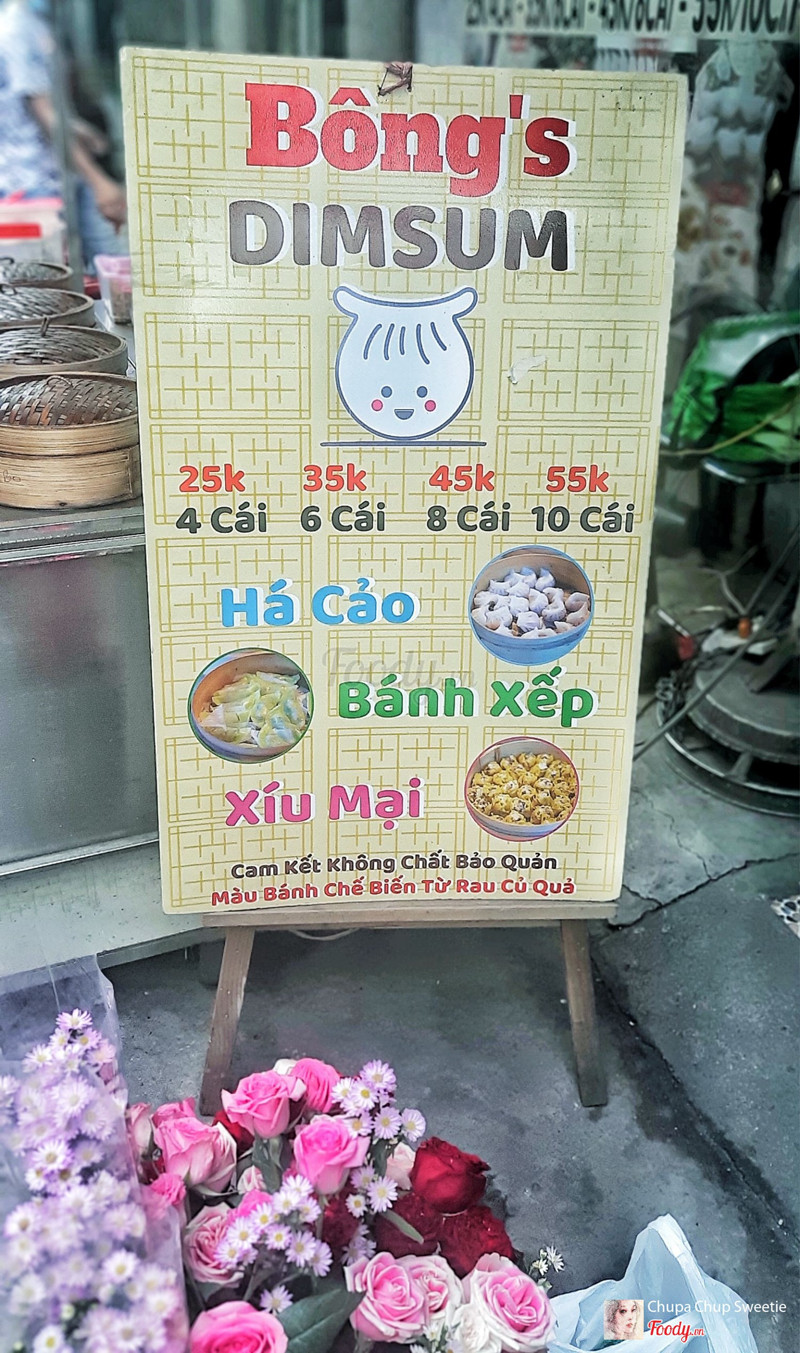 Bông's
DIMSUM
25k 35k 45k 55k
4 Cái 6 Cái 8 Cái 10 Cái
Há Cảo
Foody.vn
Bánh Xếp
Xíu Mại
Cam Kết Không Chất Bảo Quản
Màu Bánh Chế Biến Từ Rau Củ Quả
Chupa Chup Sweetie
Foody.vn